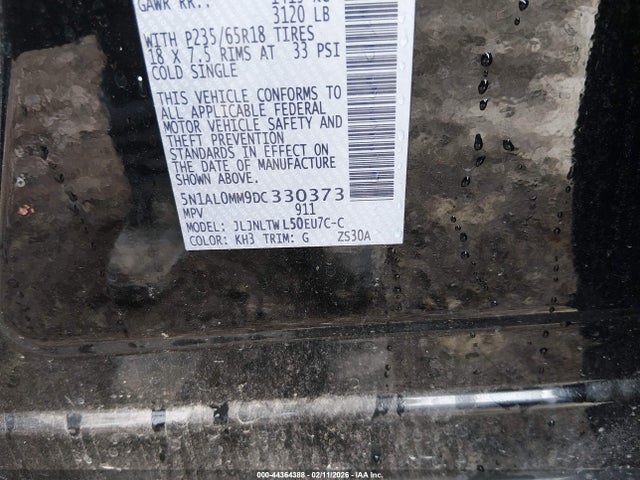 GAWR RR.:
3120 LB
WITH P235/65R18 TIRES
18 X 7.5 RIMS AT 33 PSI
COLD SINGLE
THIS VEHICLE CONFORMS TO
ALL APPLICABLE FEDERAL
MOTOR VEHICLE SAFETY AND
THEFT PREVENTION
STANDARDS IN EFFECT ON
THE DATE OF MANUFACTURE
SHOWN ABOVE.
5N1AL0MM9DC330373
MPV 911
MODEL: JLJNLTWL50EU7C-C
COLOR: KH3 TRIM: G ZS30A
000-44364388 - 02/11/2026 - IAA Inc.